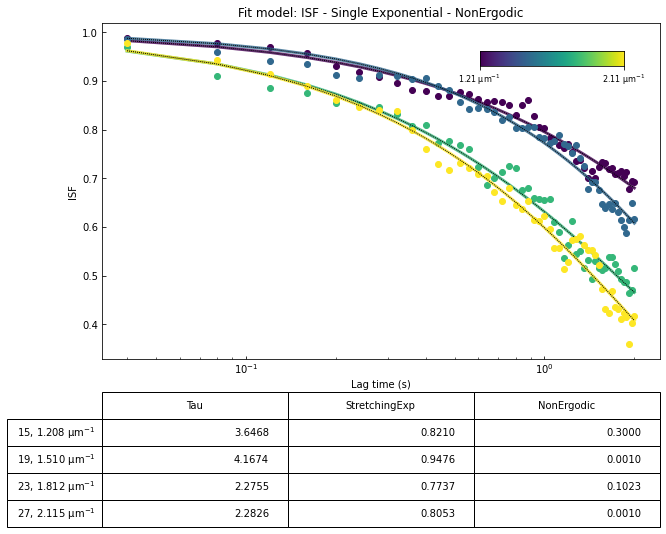 Fit model: ISF - Single Exponential - NonErgodic
1.0
0.9
0.8
0.7
0.6
0.5
0.4
ISF
1.21 μm⁻¹ 2.11 μm⁻¹
10⁻¹ 10⁰
Lag time (s)
Tau StretchingExp NonErgodic
15, 1.208 μm⁻¹ 3.6468 0.8210 0.3000
19, 1.510 μm⁻¹ 4.1674 0.9476 0.0010
23, 1.812 μm⁻¹ 2.2755 0.7737 0.1023
27, 2.115 μm⁻¹ 2.2826 0.8053 0.0010